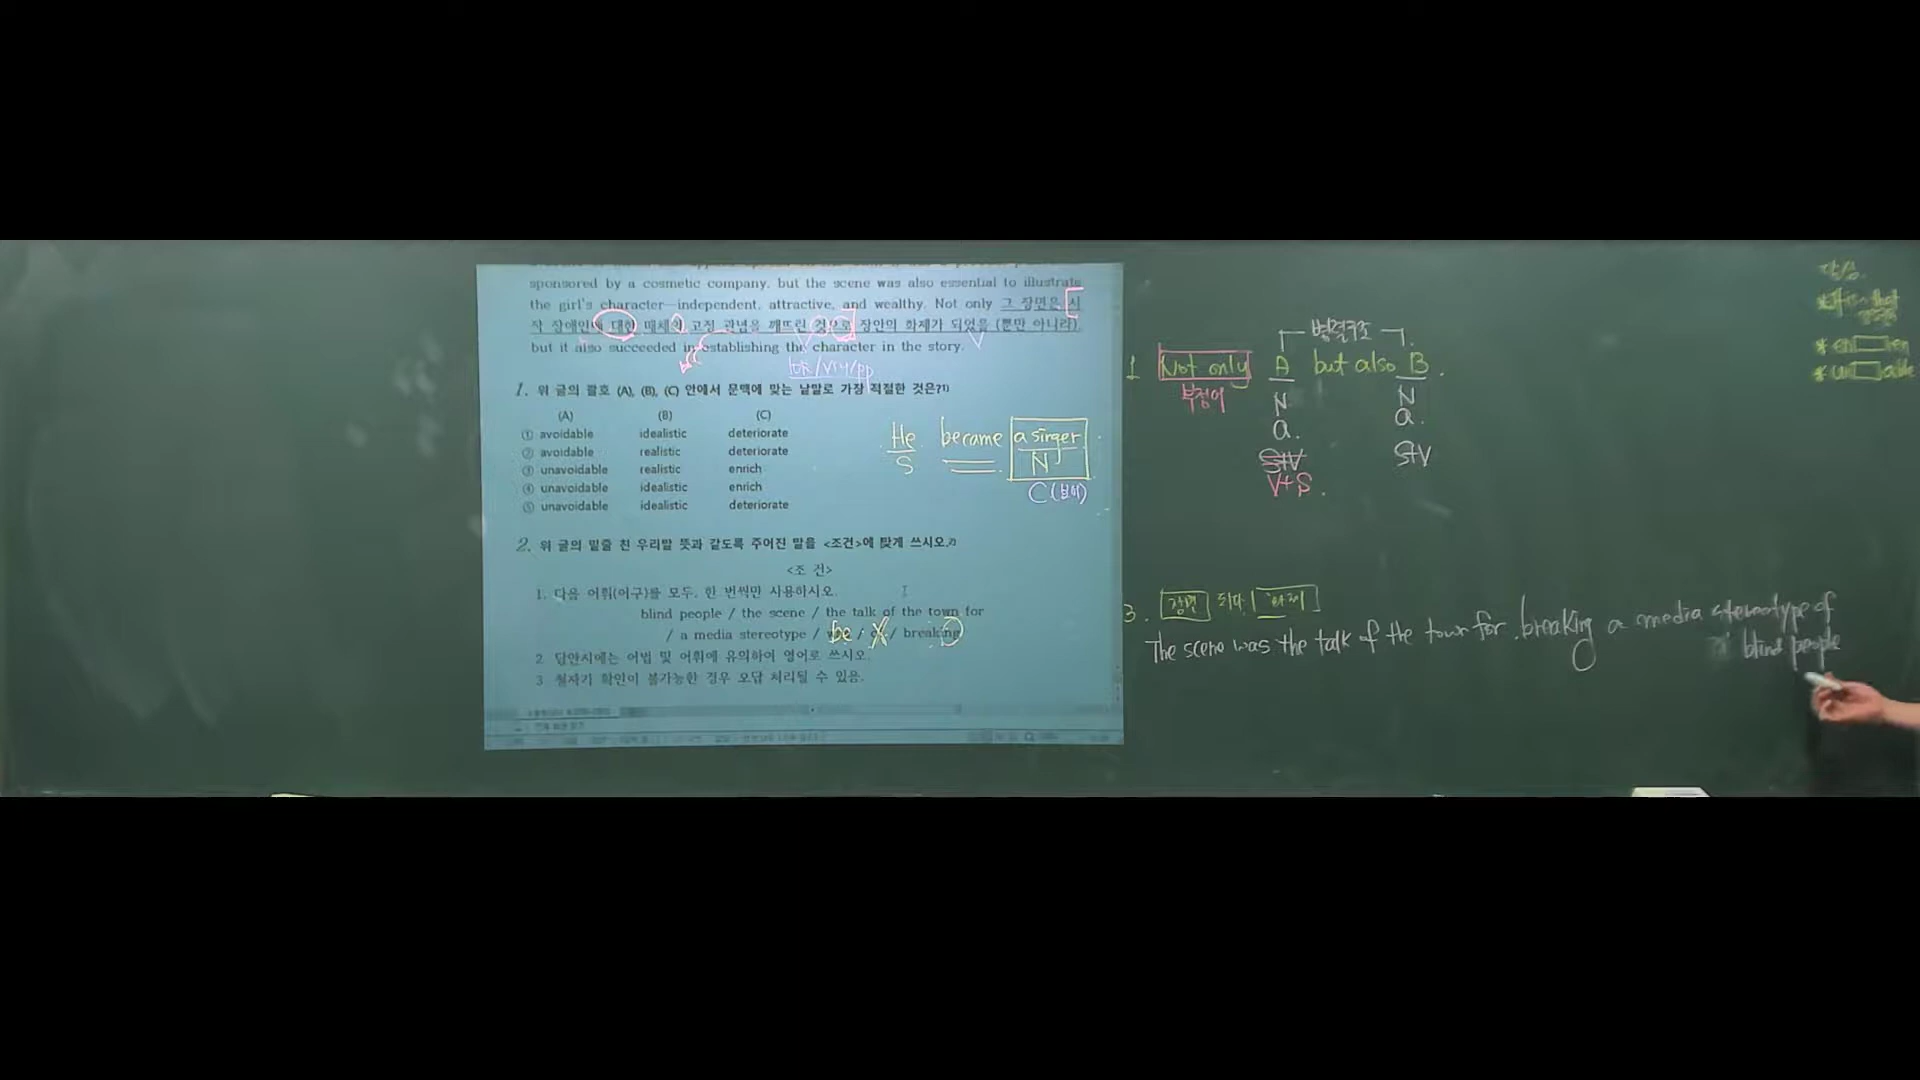 sponsored by a cosmetic company, but the scene was also essential to illustrate
the girl's character—independent, attractive, and wealthy. Not only 그 장면은 시
각 장애인에 대한 매체의 고정 관념을 깨뜨린 것으로 장안의 화제가 되었을 (뿐만 아니라),
but it also succeeded in establishing the character in the story.
1. 위 글의 괄호 (A), (B), (C) 안에서 문맥에 맞는 낱말로 가장 적절한 것은?1)
(A) (B) (C)
① avoidable idealistic deteriorate
② avoidable realistic deteriorate
③ unavoidable realistic enrich
④ unavoidable idealistic enrich
⑤ unavoidable idealistic deteriorate
He became a singer
S N
C (보어)
2. 위 글의 밑줄 친 우리말 뜻과 같도록 주어진 말을 <조건>에 맞게 쓰시오.2)
<조 건>
1. 다음 어휘(어구)를 모두, 한 번씩만 사용하시오.
blind people / the scene / the talk of the town for
/ a media stereotype / be / / breaking
2 답안시에는 어법 및 어휘에 유의하여 영어로 쓰시오.
3 철자가 확인이 불가능한 경우 오답 처리될 수 있음.
병렬구조
1 Not only A but also B.
부정어 N N
a. a.
S+V S+V
V+S.
3. 장면 되다 화제
The scene was the talk of the town for breaking a media stereotype of
blind people